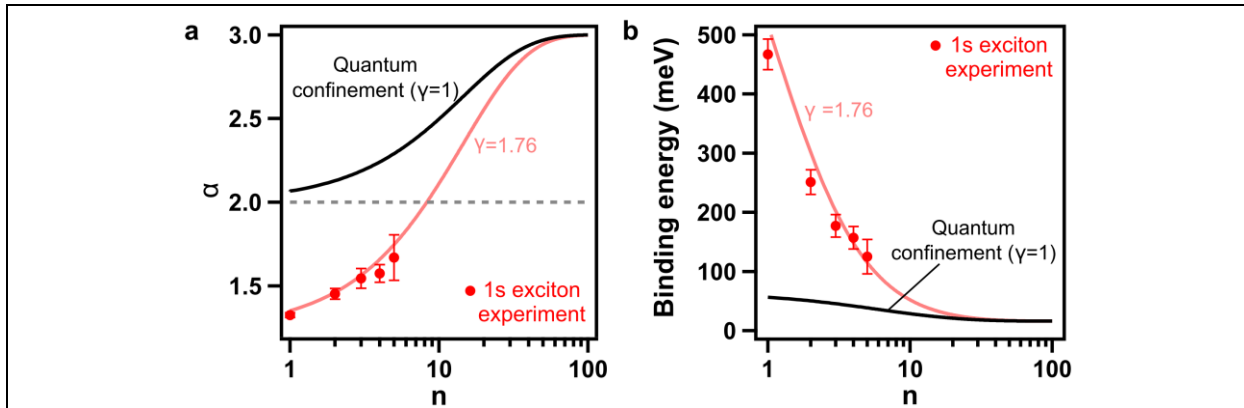 a
3.0
2.5
2.0
1.5
α
Quantum
confinement (γ=1)
γ=1.76
1s exciton
experiment
1
10
100
n
b
500
400
300
200
100
0
Binding energy (meV)
1s exciton
experiment
γ=1.76
Quantum
confinement (γ=1)
1
10
100
n